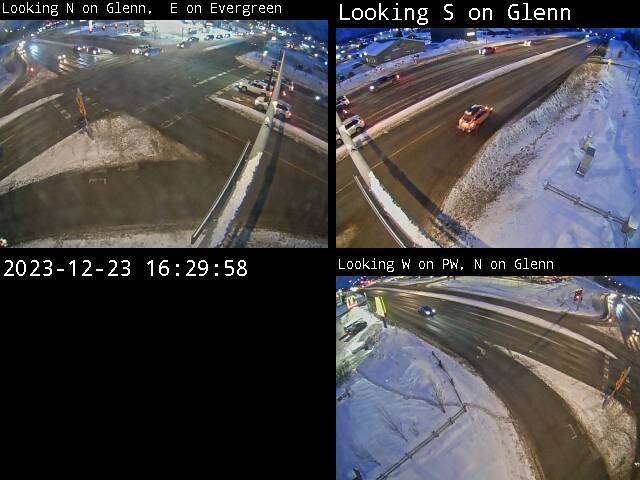 Looking N on Glenn, E on Evergreen
Looking S on Glenn
2023-12-23 16:29:58
Looking W on PW, N on Glenn